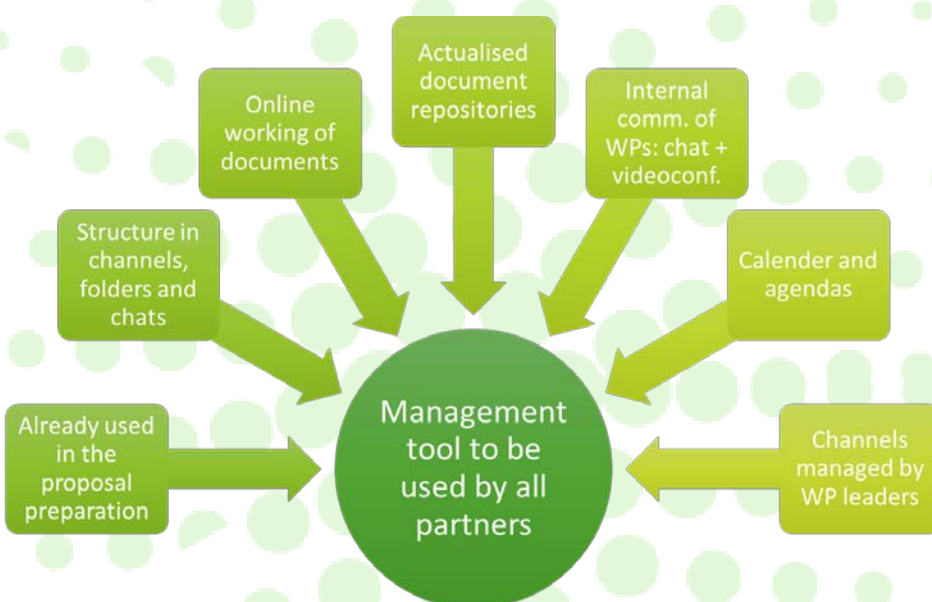 Actualised
document
repositories
Online
working of
documents
Internal
comm. of
WPs: chat +
videoconf.
Structure in
channels,
folders and
chats
Calender and
agendas
Already used
in the
proposal
preparation
Management
tool to be
used by all
partners
Channels
managed by
WP leaders